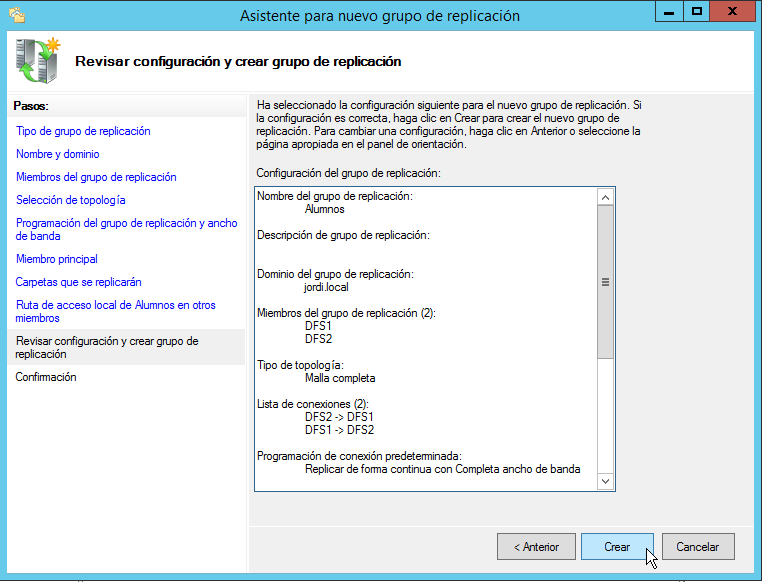 Asistente para nuevo grupo de replicación
Revisar configuración y crear grupo de replicación
Pasos:
Tipo de grupo de replicación
Nombre y dominio
Miembros del grupo de replicación
Selección de topología
Programación del grupo de replicación y ancho
de banda
Miembro principal
Carpetas que se replicarán
Ruta de acceso local de Alumnos en otros
miembros
Revisar configuración y crear grupo de
replicación
Confirmación
Ha seleccionado la configuración siguiente para el nuevo grupo de replicación. Si
la configuración es correcta, haga clic en Crear para crear el nuevo grupo de
replicación. Para cambiar una configuración, haga clic en Anterior o seleccione la
página apropiada en el panel de orientación.
Configuración del grupo de replicación:
Nombre del grupo de replicación:
Alumnos
Descripción de grupo de replicación:
Dominio del grupo de replicación:
jordi.local
Miembros del grupo de replicación (2):
DFS1
DFS2
Tipo de topología:
Malla completa
Lista de conexiones (2):
DFS2 -> DFS1
DFS1 -> DFS2
Programación de conexión predeterminada:
Replicar de forma continua con Completa ancho de banda
< Anterior
Crear
Cancelar